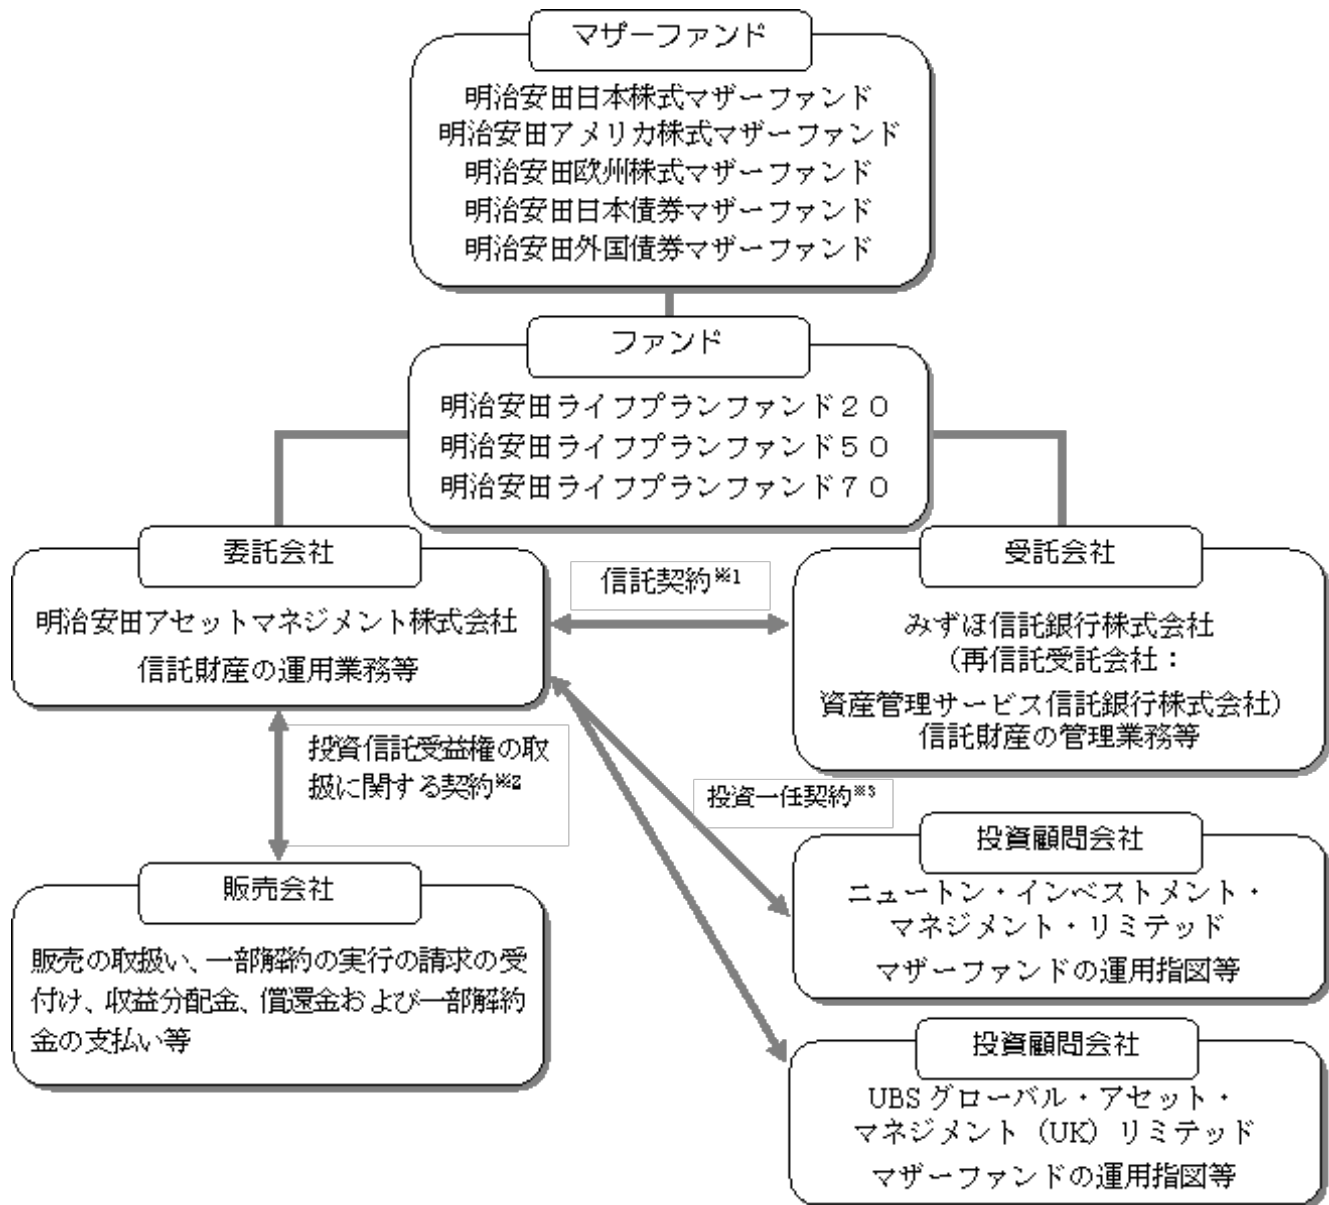 マザーファンド
明治安田日本株式マザーファンド
明治安田アメリカ株式マザーファンド
明治安田欧州株式マザーファンド
明治安田日本債券マザーファンド
明治安田外国債券マザーファンド
ファンド
明治安田ライフプランファンド２０
明治安田ライフプランファンド５０
明治安田ライフプランファンド７０
委託会社
明治安田アセットマネジメント株式会社
信託財産の運用業務等
信託契約※1
受託会社
みずほ信託銀行株式会社
（再信託受託会社：
資産管理サービス信託銀行株式会社）
信託財産の管理業務等
投資信託受益権の取
扱に関する契約※2
投資一任契約※3
販売会社
販売の取扱い、一部解約の実行の請求の受
付け、収益分配金、償還金および一部解約
金の支払い等
投資顧問会社
ニュートン・インベストメント・
マネジメント・リミテッド
マザーファンドの運用指図等
投資顧問会社
UBS グローバル・アセット・
マネジメント（UK）リミテッド
マザーファンドの運用指図等